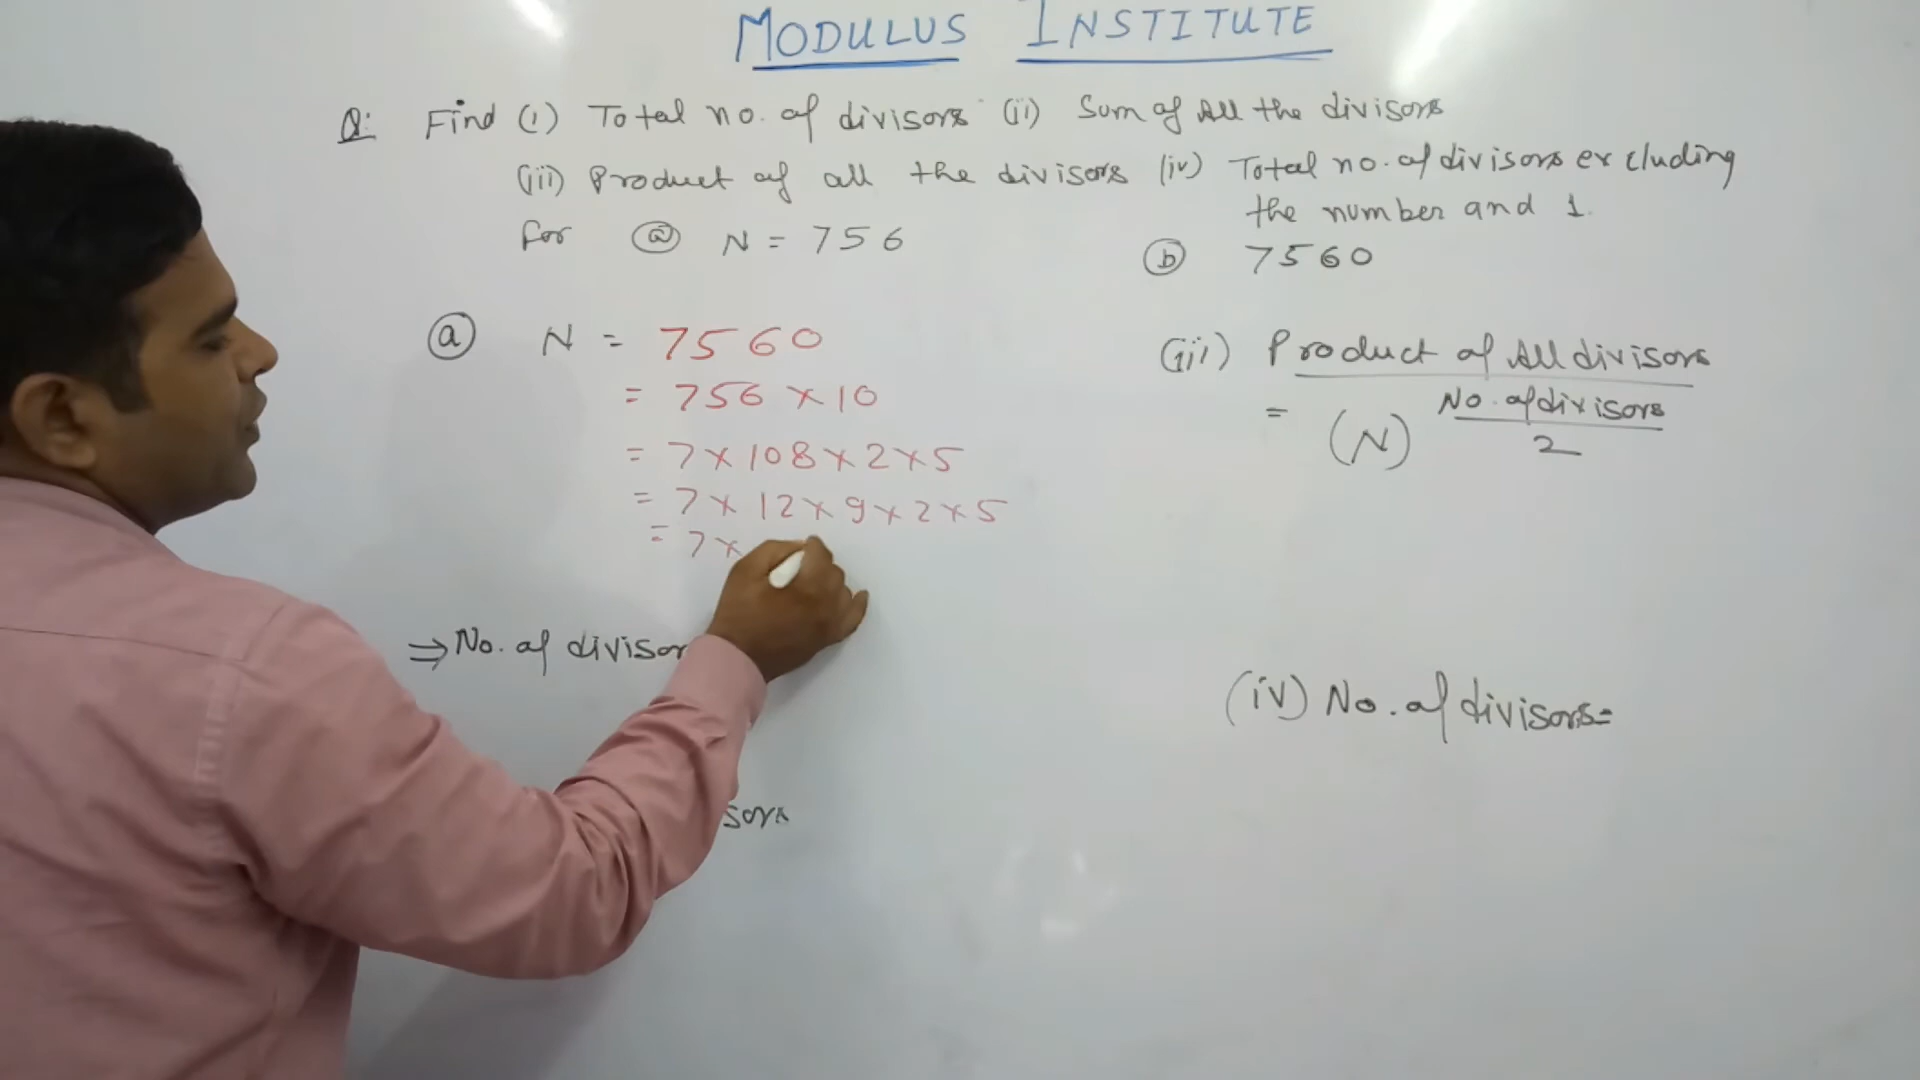 MODULUS INSTITUTE
Q: Find (i) Total no. of divisors (ii) Sum of All the divisors
(iii) Product of all the divisors (iv) Total no. of divisors excluding
the number and 1.
For (a) N = 756
(b) 7560
(a) N = 7560
= 756 × 10
= 7 × 108 × 2 × 5
= 7 × 12 × 9 × 2 × 5
= 7 ×
⇒ No. of divisor
(iii) Product of All divisors
= (N) No. of divisors
2
(iv) No. of divisors =